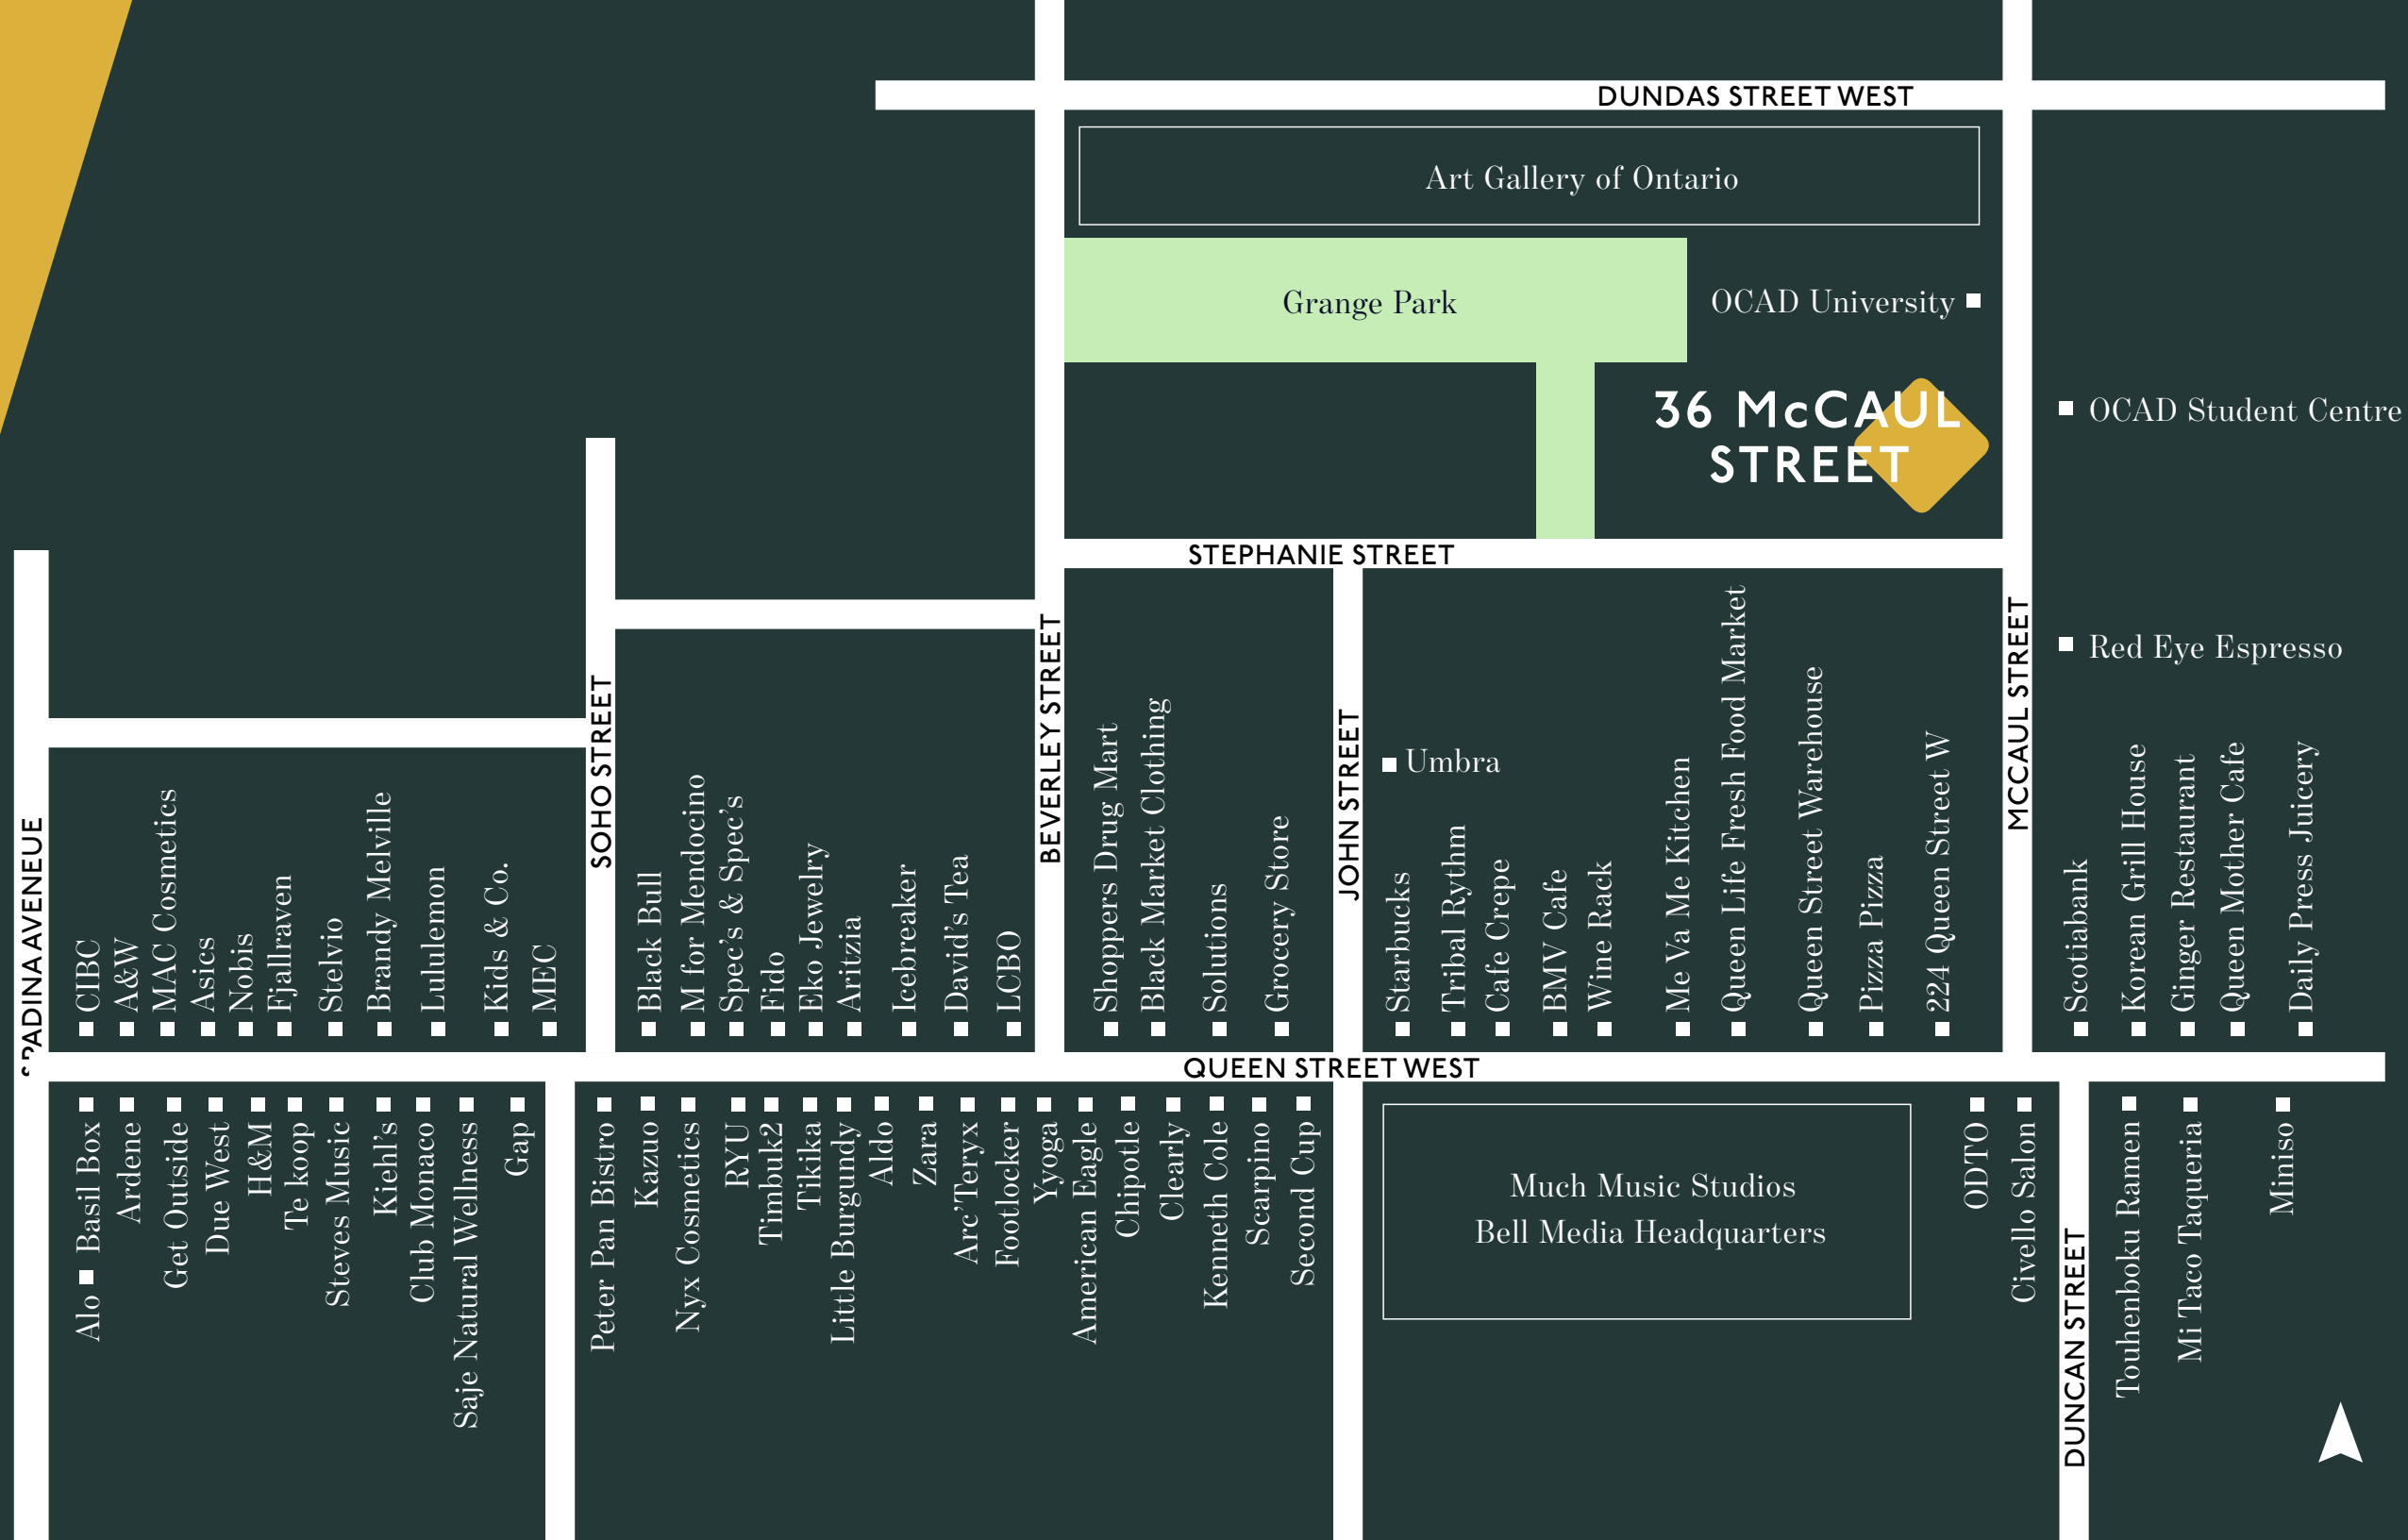 DUNDAS STREET WEST
Art Gallery of Ontario
Grange Park
OCAD University
36 McCAUL
STREET
OCAD Student Centre
STEPHANIE STREET
Red Eye Espresso
SPADINA AVENEUE
SOHO STREET
BEVERLEY STREET
JOHN STREET
MCCAUL STREET
Umbra
CIBC
A&W
MAC Cosmetics
Asics
Nobis
Fjallraven
Stelvio
Brandy Melville
Lululemon
Kids & Co.
MEC
Black Bull
M for Mendocino
Spec's & Spec's
Fido
Eko Jewelry
Aritzia
Icebreaker
David's Tea
LCBO
Shoppers Drug Mart
Black Market Clothing
Solutions
Grocery Store
Starbucks
Tribal Rythm
Cafe Crepe
BMV Cafe
Wine Rack
Me Va Me Kitchen
Queen Life Fresh Food Market
Queen Street Warehouse
Pizza Pizza
224 Queen Street W
Scotiabank
Korean Grill House
Ginger Restaurant
Queen Mother Cafe
Daily Press Juicery
QUEEN STREET WEST
Alo
Basil Box
Ardene
Get Outside
Due West
H&M
Te koop
Steves Music
Kiehl's
Club Monaco
Saje Natural Wellness
Gap
Peter Pan Bistro
Kazuo
Nyx Cosmetics
RYU
Timbuk2
Tikika
Little Burgundy
Aldo
Zara
Arc'Teryx
Footlocker
Yyoga
American Eagle
Chipotle
Clearly
Kenneth Cole
Scarpino
Second Cup
Much Music Studios
Bell Media Headquarters
ODTO
Civello Salon
DUNCAN STREET
Touhenboku Ramen
Mi Taco Taqueria
Miniso